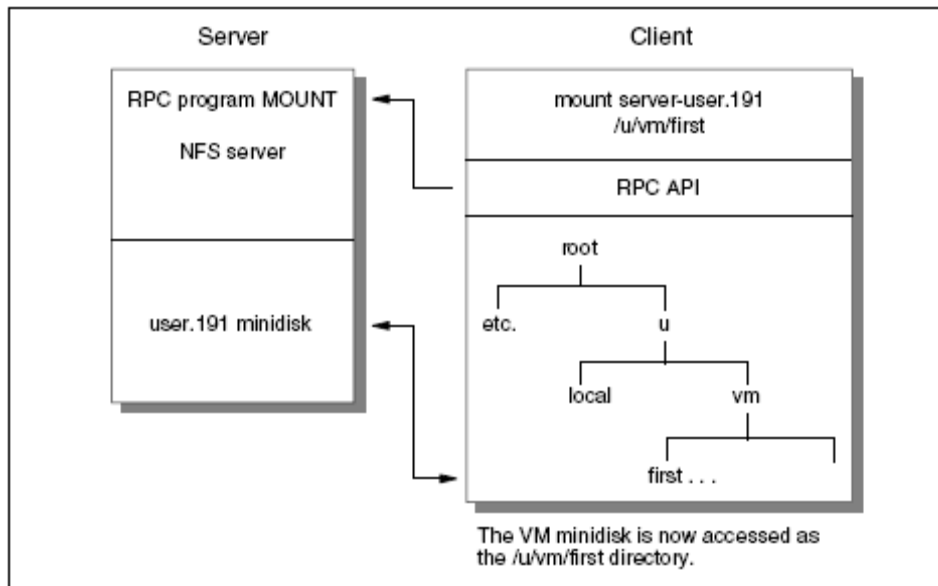 Server
Client
RPC program MOUNT
NFS server
user.191 minidisk
mount server-user.191
/u/vm/first
RPC API
root
etc.
u
local
vm
first . . .
The VM minidisk is now accessed as
the /u/vm/first directory.